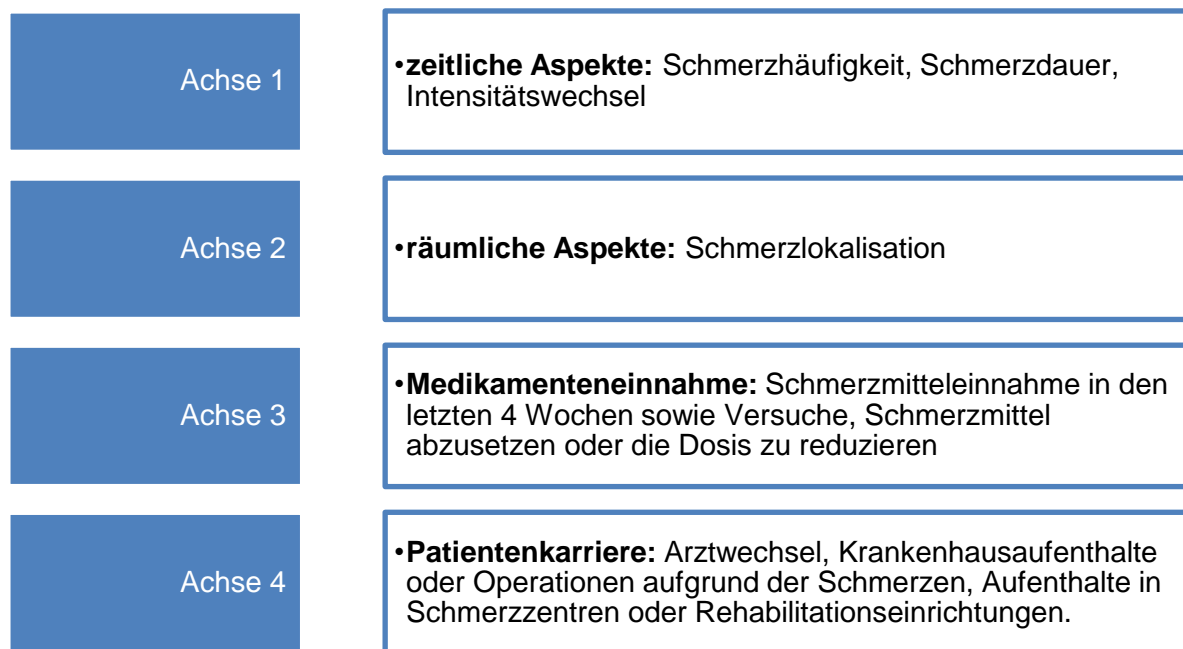 Achse 1
•zeitliche Aspekte: Schmerzhäufigkeit, Schmerzdauer,
Intensitätswechsel
Achse 2
•räumliche Aspekte: Schmerzlokalisation
Achse 3
•Medikamenteneinnahme: Schmerzmitteleinnahme in den
letzten 4 Wochen sowie Versuche, Schmerzmittel
abzusetzen oder die Dosis zu reduzieren
Achse 4
•Patientenkarriere: Arztwechsel, Krankenhausaufenthalte
oder Operationen aufgrund der Schmerzen, Aufenthalte in
Schmerzzentren oder Rehabilitationseinrichtungen.